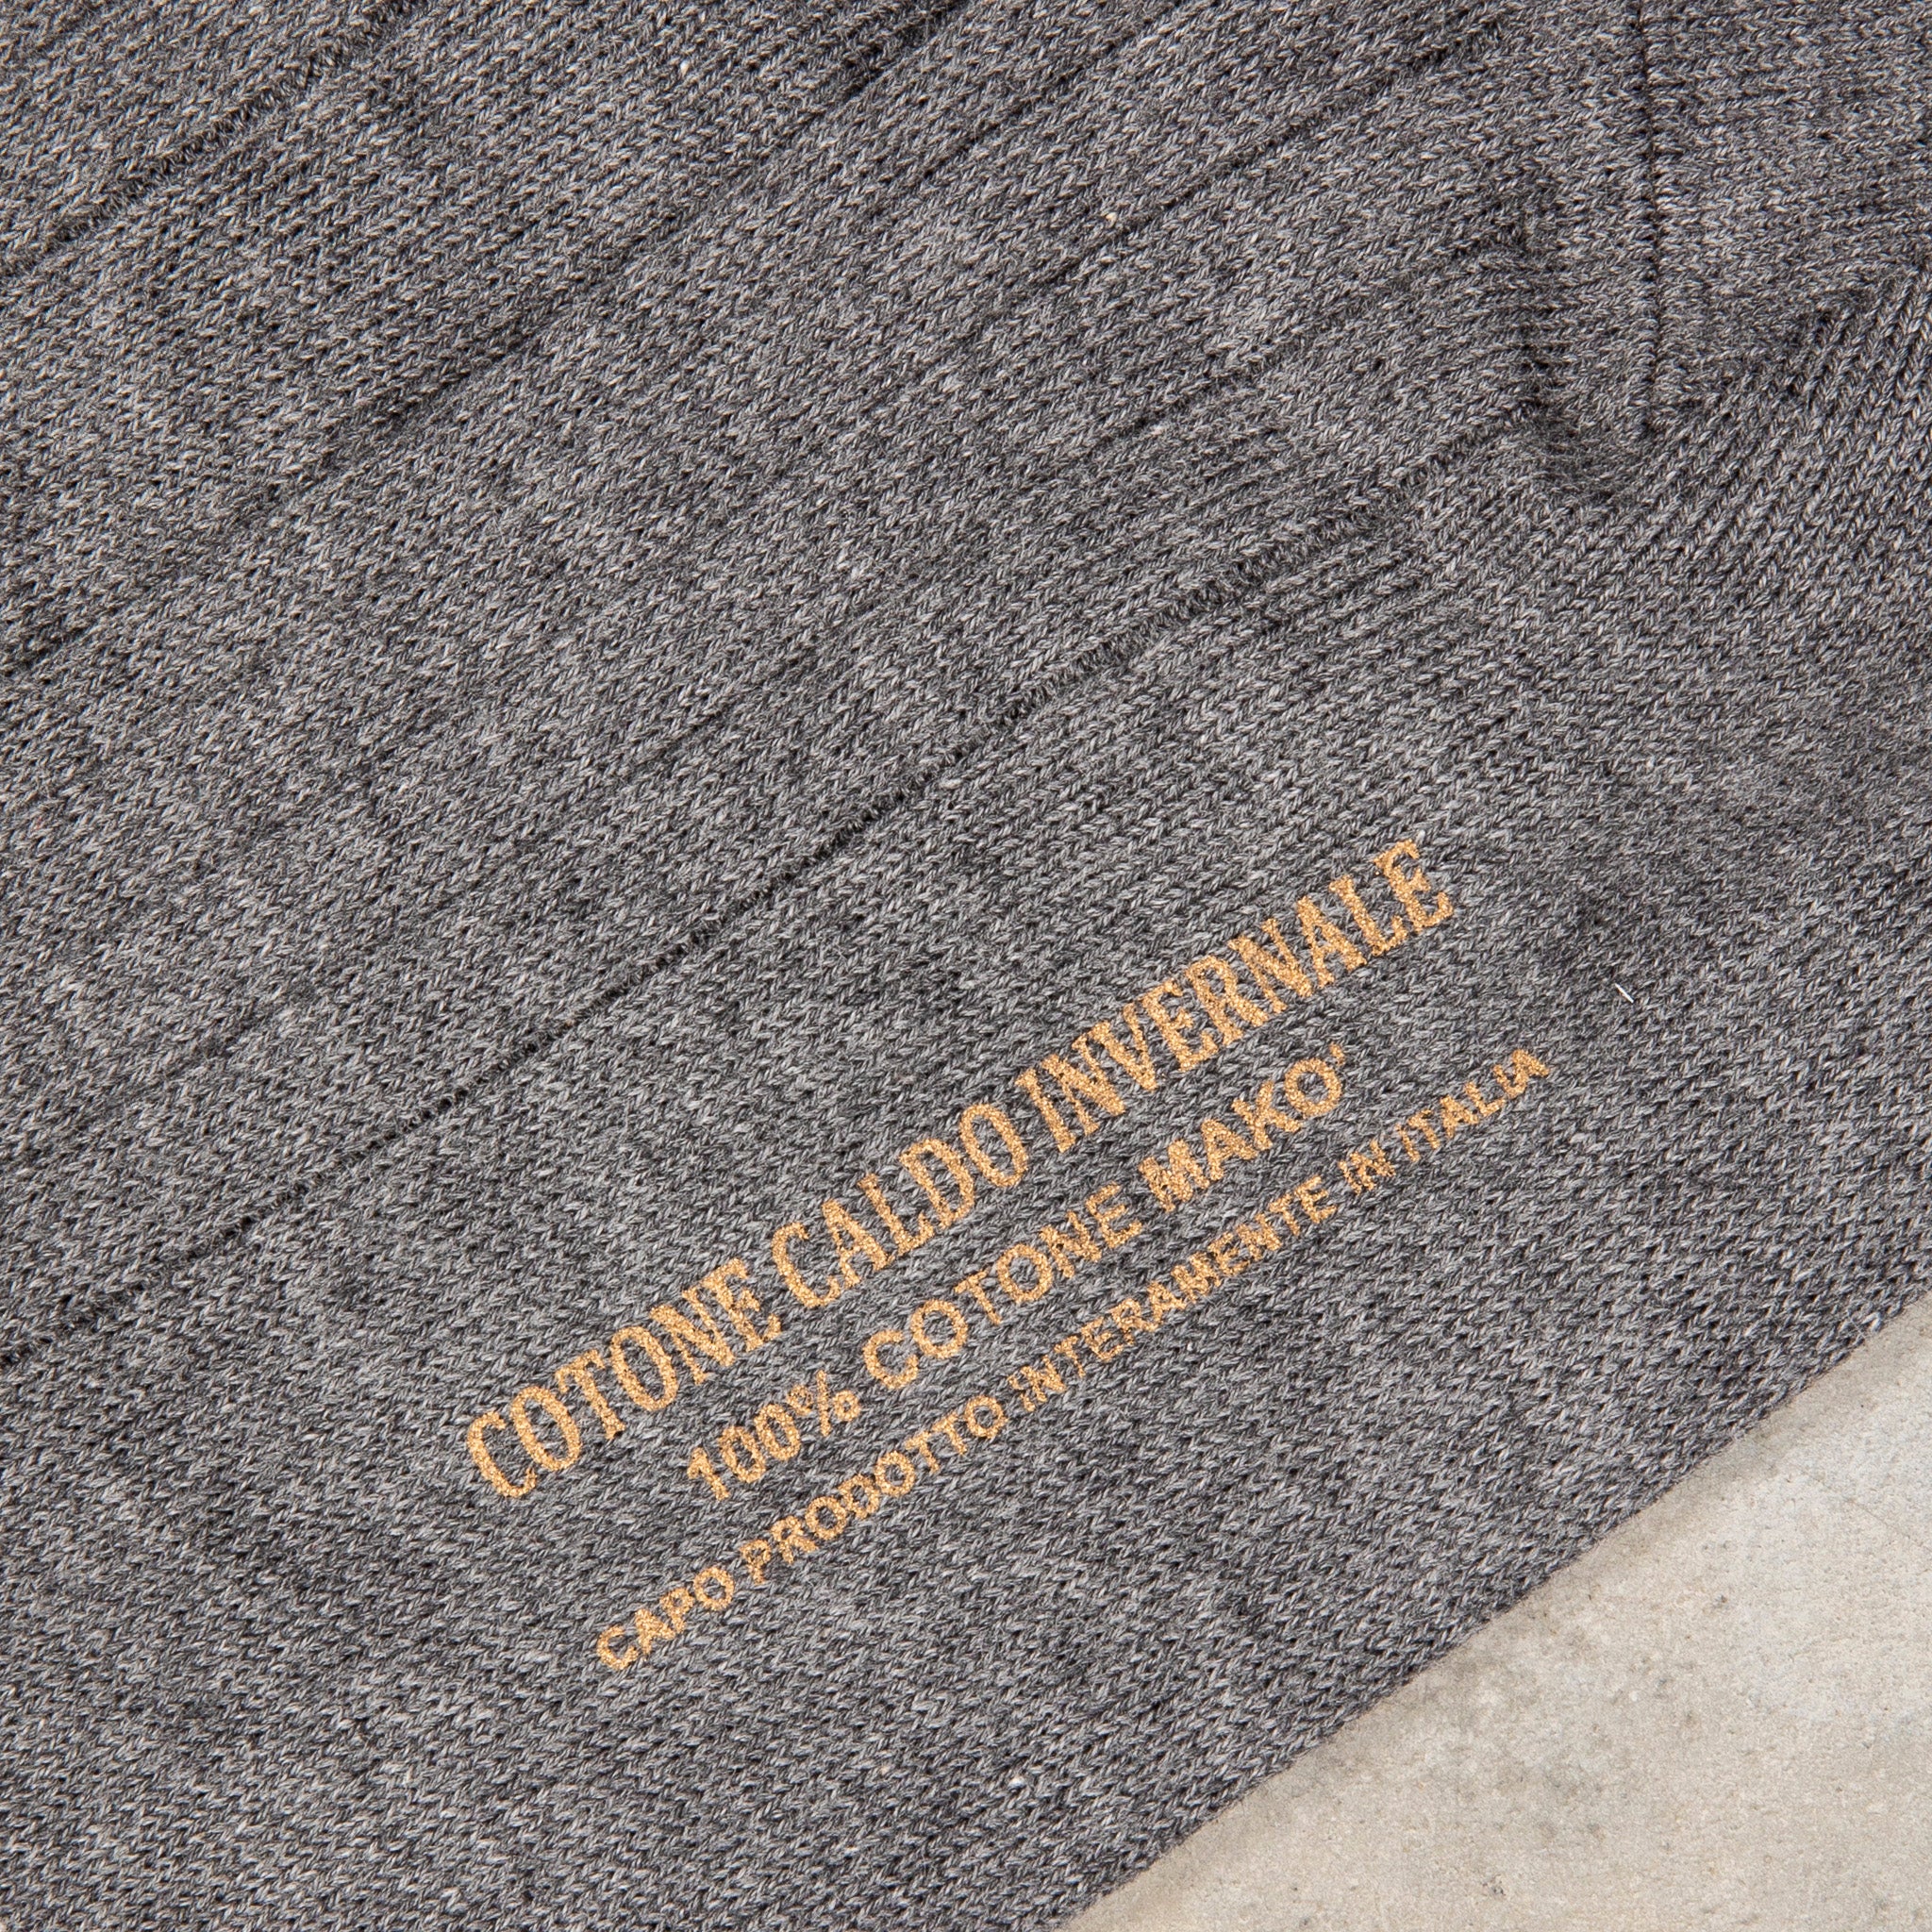 COTONE CALDO INVERNALE
100% COTONE MAKO'
CAPO PRODOTTO INTERAMENTE IN ITALIA